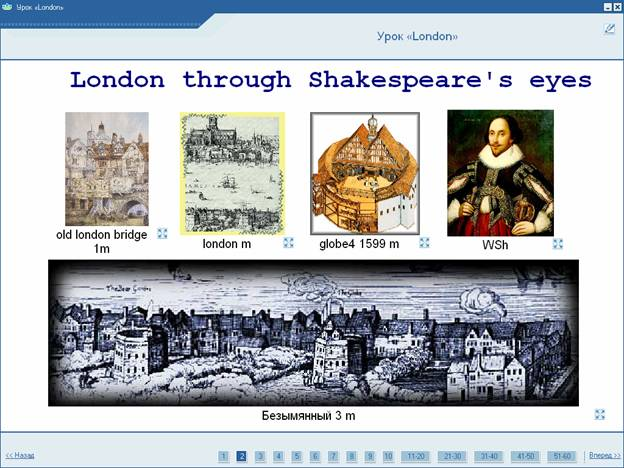 Урок «London»
Урок «London»
London through Shakespeare's eyes
old london bridge
1m
london m
globe4 1599 m
WSh
The Bear Garden
The Globe
Безымянный 3 m
<< Назад
1 2 3 4 5 6 7 8 9 10 11-20 21-30 31-40 41-50 51-60
Вперед >>